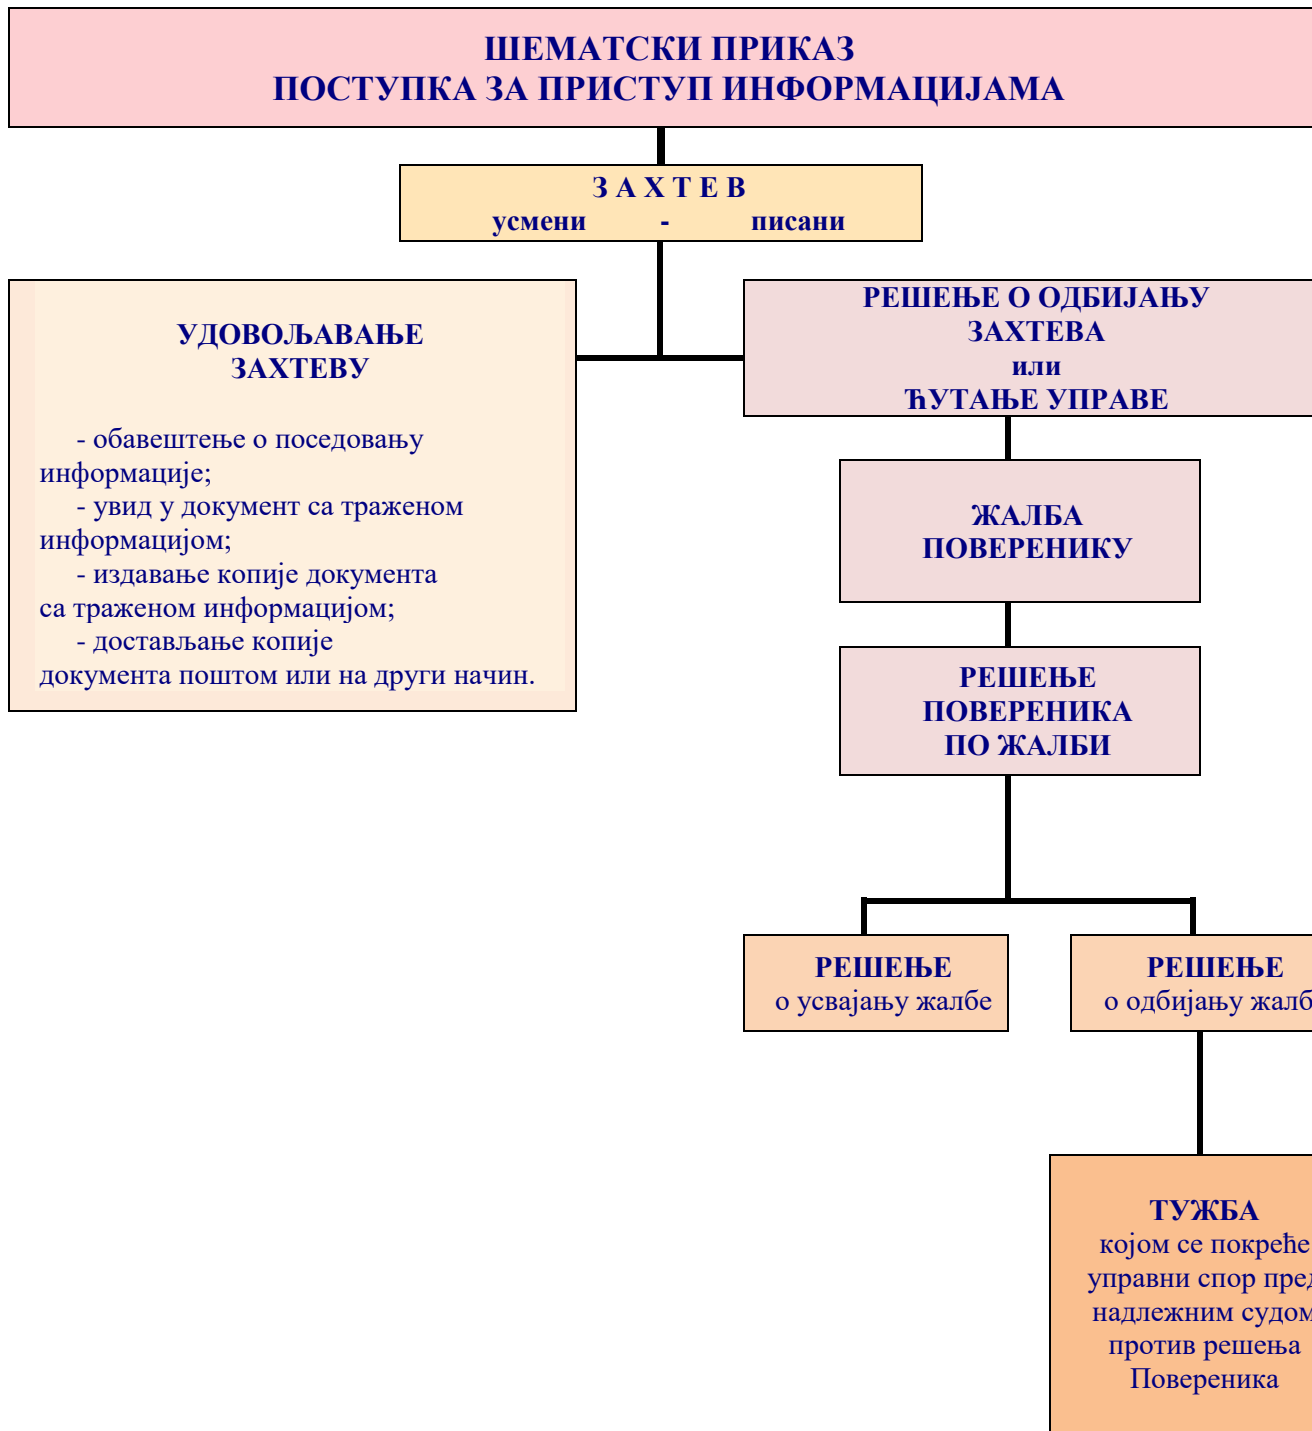 ШЕМАТСКИ ПРИКАЗ
ПОСТУПКА ЗА ПРИСТУП ИНФОРМАЦИЈАМА
З А Х Т Е В
усмени - писани
УДОВОЉАВАЊЕ
ЗАХТЕВУ
- обавештење о поседовању
информације;
- увид у документ са траженом
информацијом;
- издавање копије документа
са траженом информацијом;
- достављање копије
документа поштом или на други начин.
РЕШЕЊЕ О ОДБИЈАЊУ
ЗАХТЕВА
или
ЋУТАЊЕ УПРАВЕ
ЖАЛБА
ПОВЕРЕНИКУ
РЕШЕЊЕ
ПОВЕРЕНИКА
ПО ЖАЛБИ
РЕШЕЊЕ
о усвајању жалбе
РЕШЕЊЕ
о одбијању жалб
ТУЖБА
којом се покреће
управни спор пред
надлежним судом
против решења
Повереника